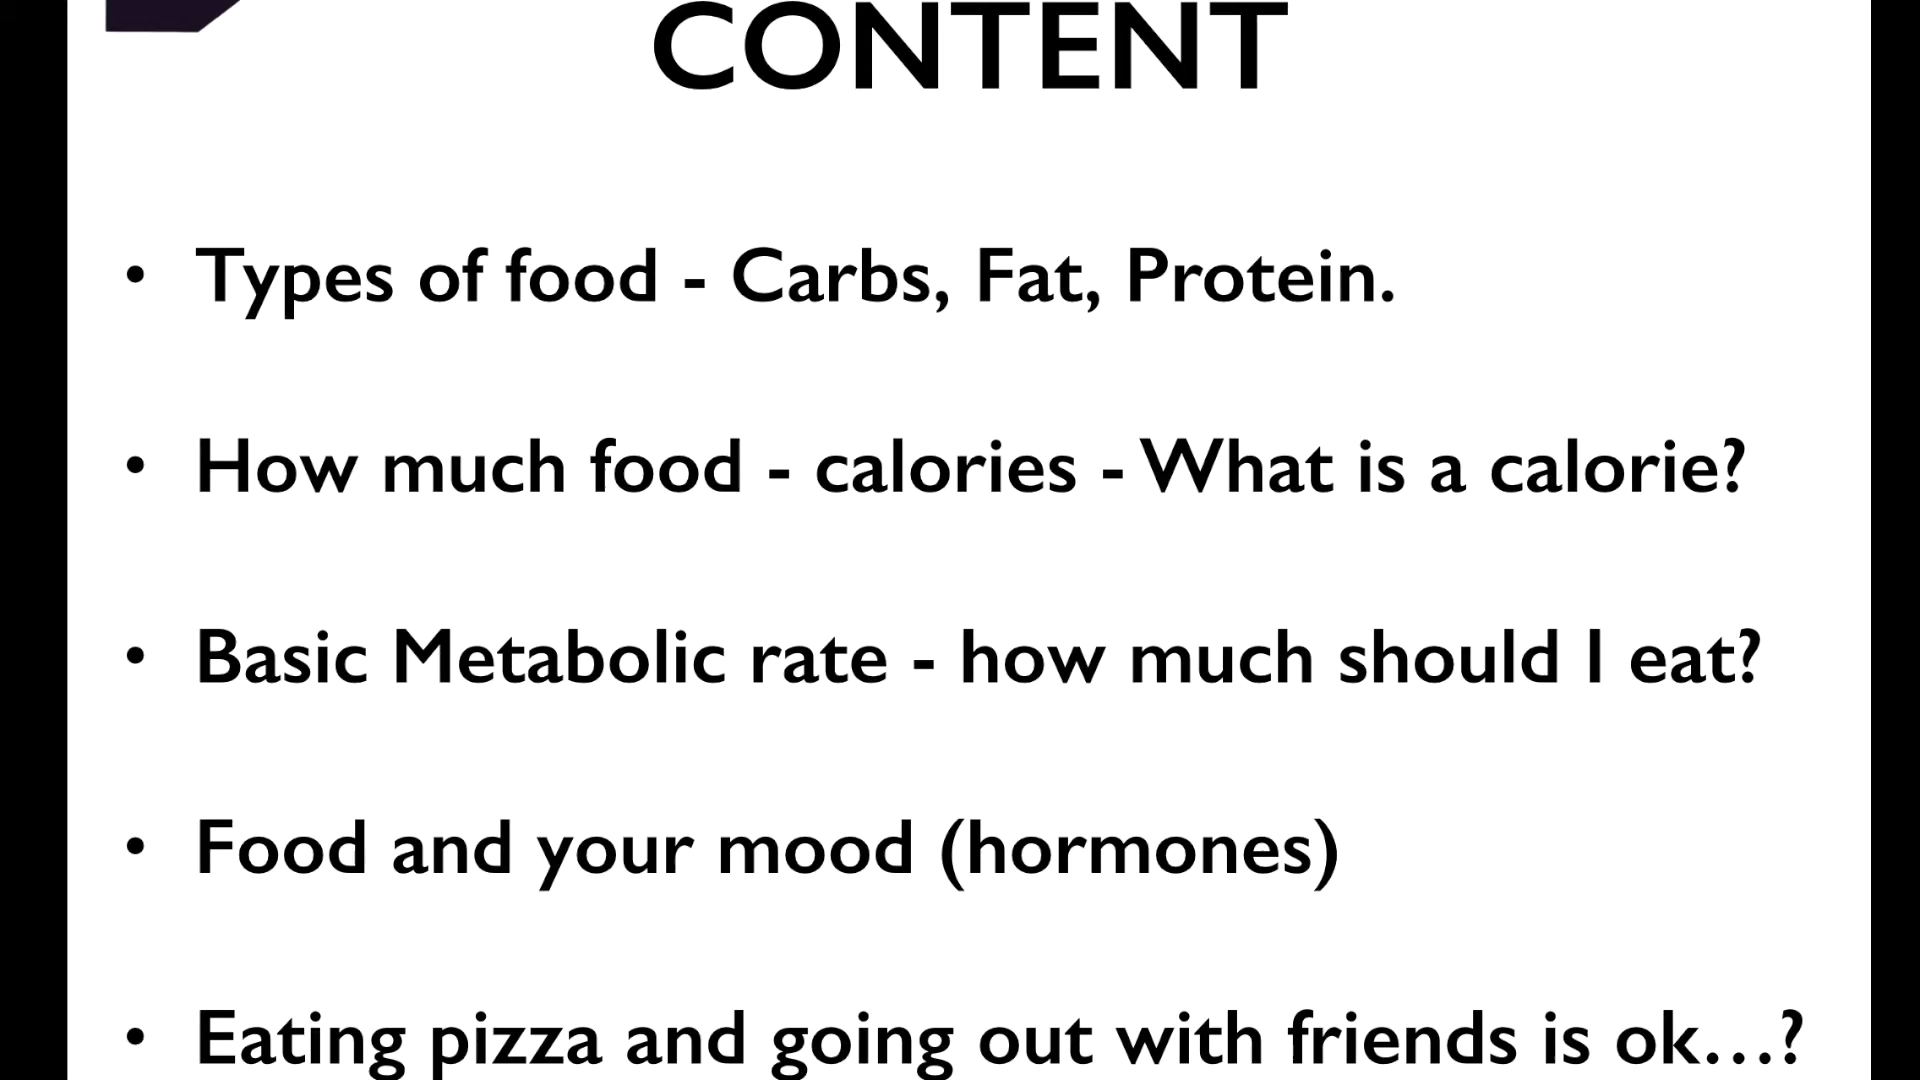 CONTENT
• Types of food - Carbs, Fat, Protein.
• How much food - calories - What is a calorie?
• Basic Metabolic rate - how much should I eat?
• Food and your mood (hormones)
• Eating pizza and going out with friends is ok…?